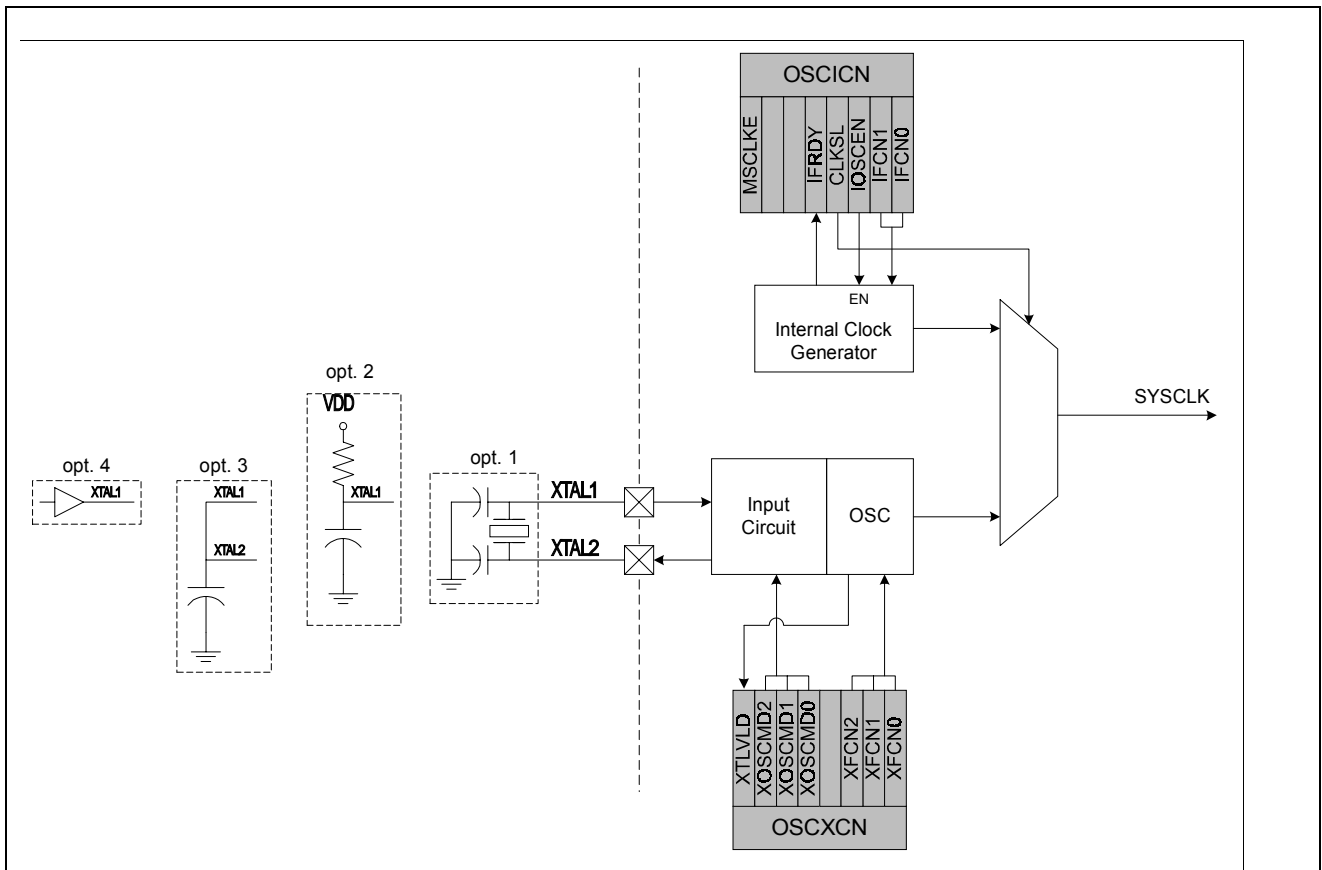 OSCICN
MSCLKE
IFRDY
CLKSL
IOSCEN
IFCN1
IFCN0
EN
Internal Clock
Generator
SYSCLK
opt. 4
XTAL1
opt. 3
XTAL1
XTAL2
opt. 2
VDD
XTAL1
opt. 1
XTAL1
XTAL2
Input
Circuit
OSC
XTLVLD
XOSCMD2
XOSCMD1
XOSCMD0
XFCN2
XFCN1
XFCN0
OSCXCN